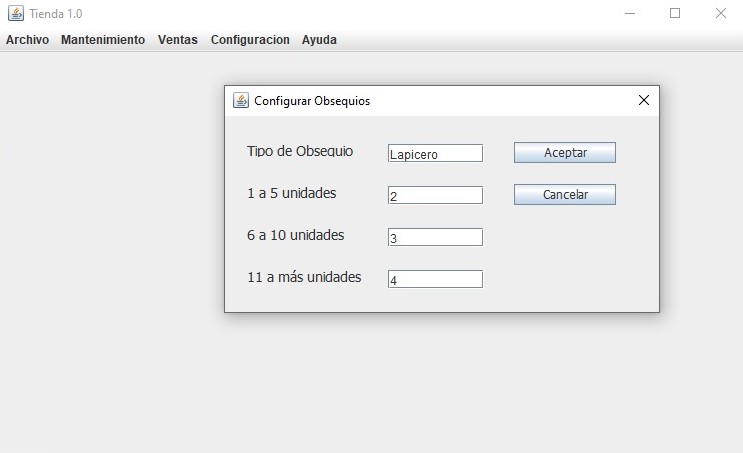 Tienda 1.0
Archivo Mantenimiento Ventas Configuracion Ayuda
Configurar Obsequios
Tipo de Obsequio Lapicero Aceptar
1 a 5 unidades 2 Cancelar
6 a 10 unidades 3
11 a más unidades 4